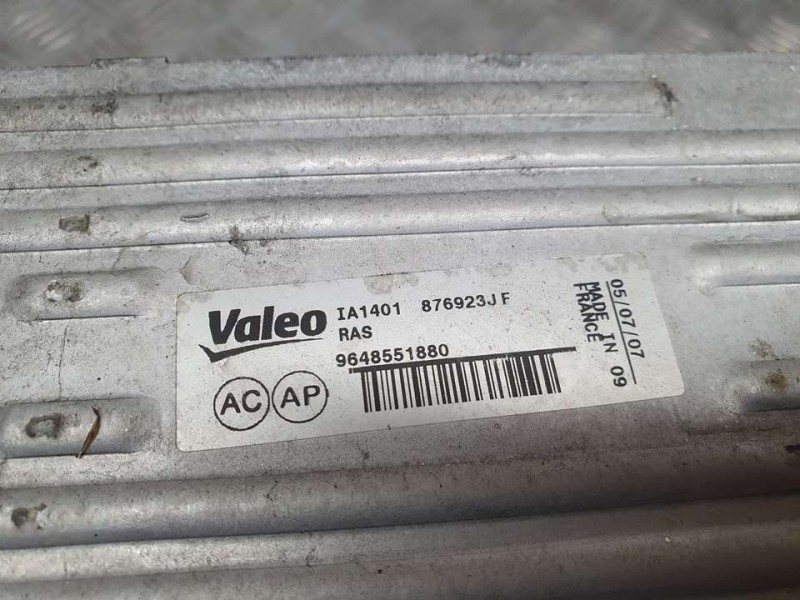 Valeo
IA1401 876923J F
RAS
9648551880
AC AP
05/07/07
MADE IN 09
FRANCE